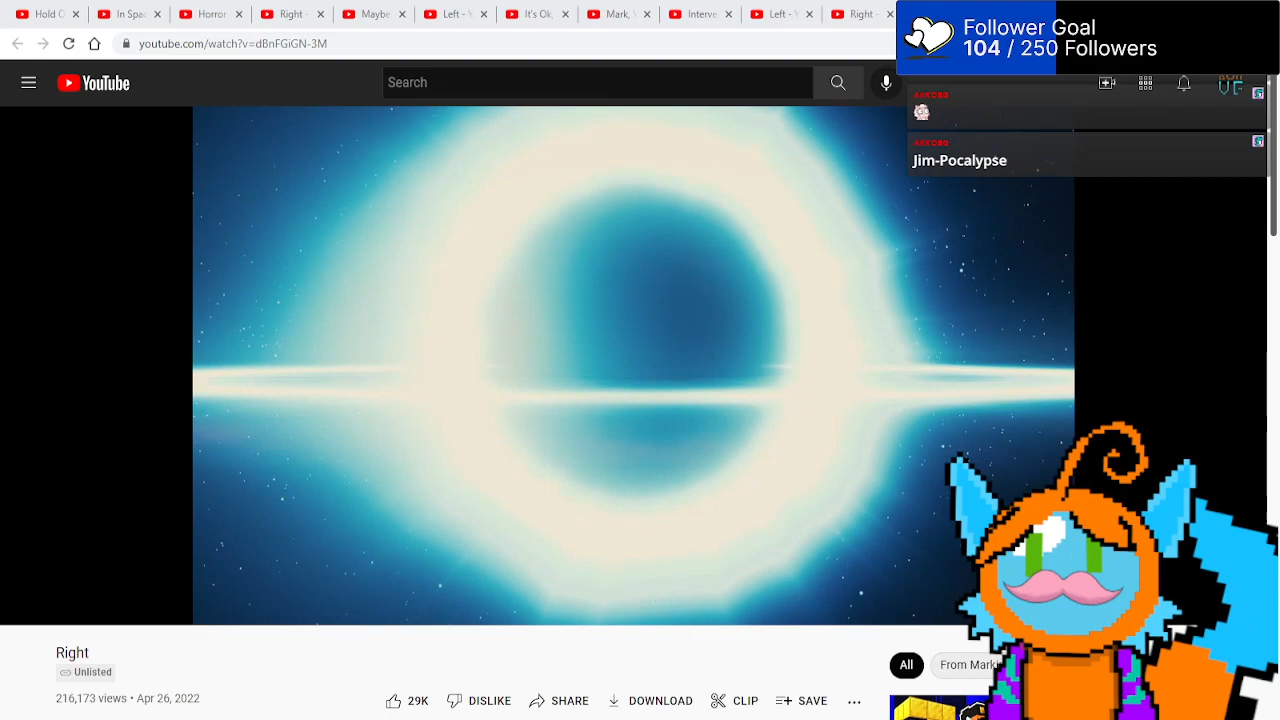 Hold O
In Spac
Horror
Right -
Maybe
Left - Y
It's Ok,
Mark, \
Interve
Left - Y
Right -
youtube.com/watch?v=dBnFGiGN-3M
Follower Goal
104 / 250 Followers
YouTube
Search
Jim-Pocalypse
Right
Unlisted
216,173 views • Apr 26, 2022
29K
DISLIKE
SHARE
DOWNLOAD
CLIP
SAVE
All
From Marki